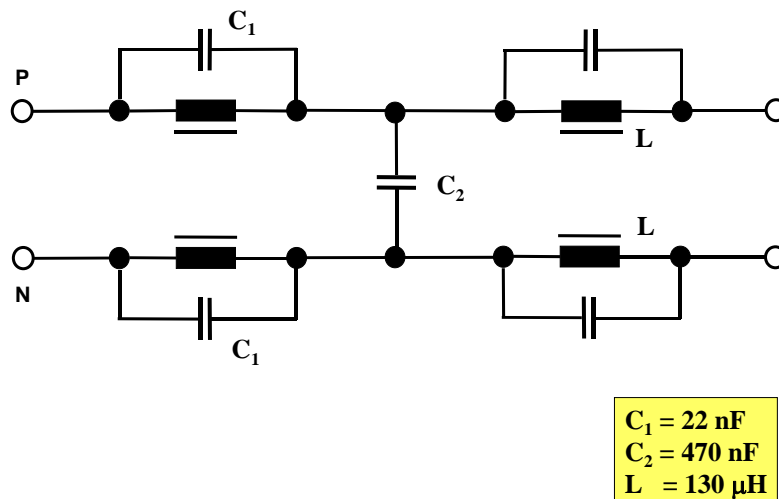 C₁
P
L
C₂
L
N
C₁
C₁ = 22 nF
C₂ = 470 nF
L = 130 µH